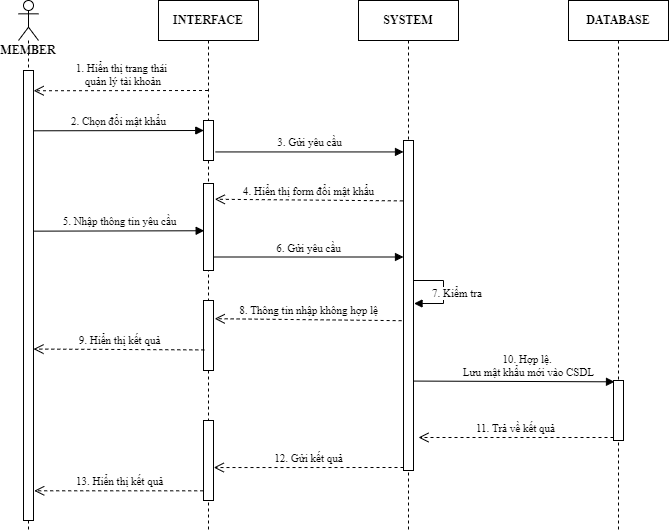 INTERFACE
SYSTEM
DATABASE
MEMBER
1. Hiển thị trang thái
quản lý tài khoản
2. Chọn đổi mật khẩu
3. Gửi yêu cầu
4. Hiển thị form đổi mật khẩu
5. Nhập thông tin yêu cầu
6. Gửi yêu cầu
7. Kiểm tra
8. Thông tin nhập không hợp lệ
9. Hiển thị kết quả
10. Hợp lệ.
Lưu mật khẩu mới vào CSDL
11. Trả về kết quả
12. Gửi kết quả
13. Hiển thị kết quả